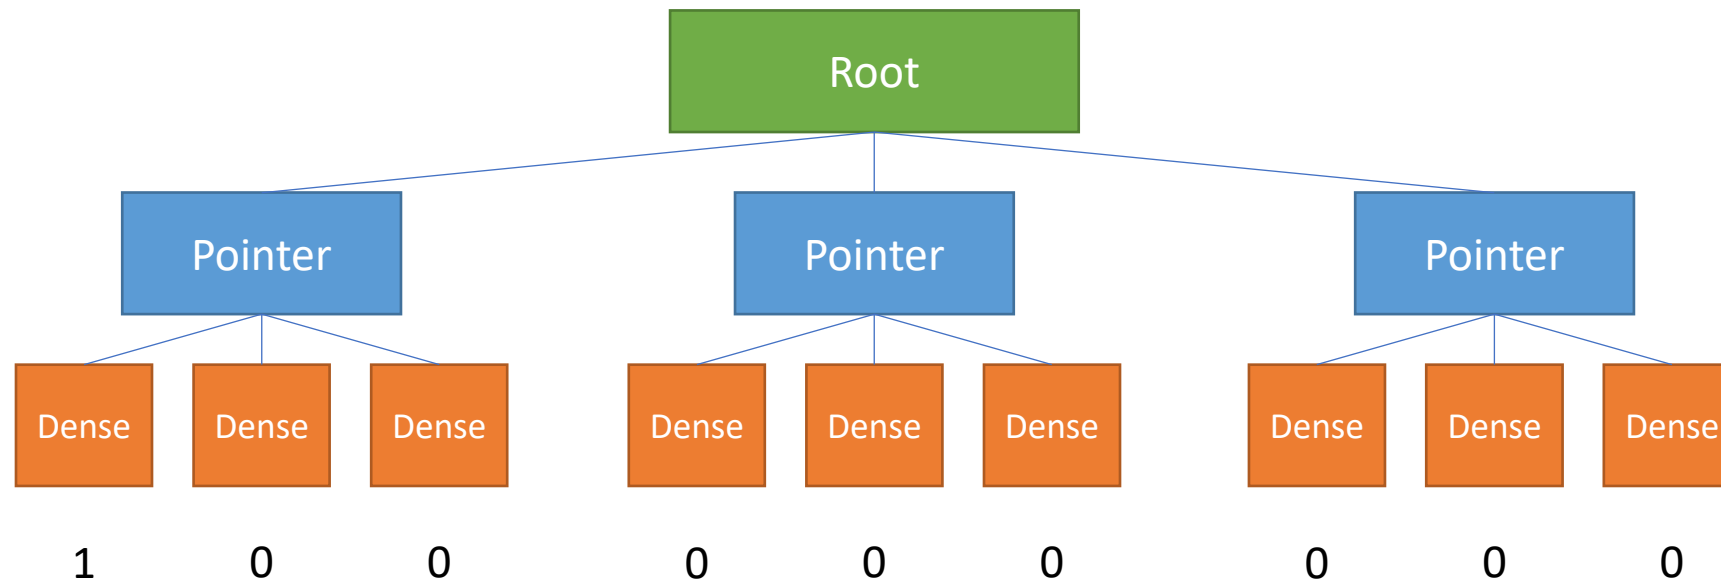 Root
Pointer Pointer Pointer
Dense Dense Dense Dense Dense Dense Dense Dense Dense
1 0 0 0 0 0 0 0 0